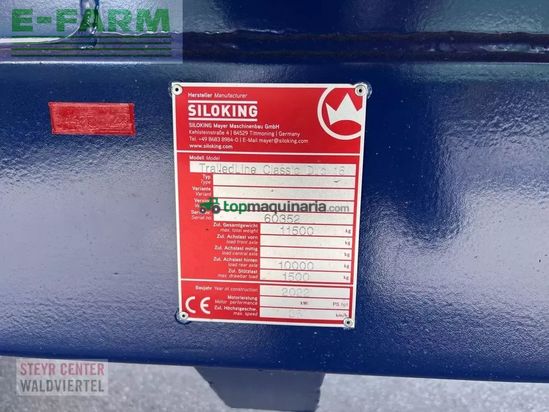 E-FARM
Hersteller Manufacturer
SILOKING
SILOKING Mayer Maschinenbau GmbH
Kehlsteinstraße 4 | 84529 Tittmoning | Germany
Tel. +49 8683 8984-0 | E-Mail mayer@siloking.com
www.siloking.com
Modell Model
TrailedLine Classic Duo 16
Typ
Type
Variante
Variant
Version
topmaquinaria.com
Serial no 60352
Zul. Gesamtgewicht
max. total weight 11500 kg
Zul. Achslast vorn
load front axle kg
Zul. Achslast mittig
load central axle kg
Zul. Achslast hinten
load rear axle 10000 kg
Zul. Stützlast
max. drawbar load 1500 kg
Baujahr Year of construction 2022
Motorleistung
Motor performance kW PS hp
Zul. Höchstgeschw.
max. speed km/h
CE
STEYR CENTER
WALDVIERTEL